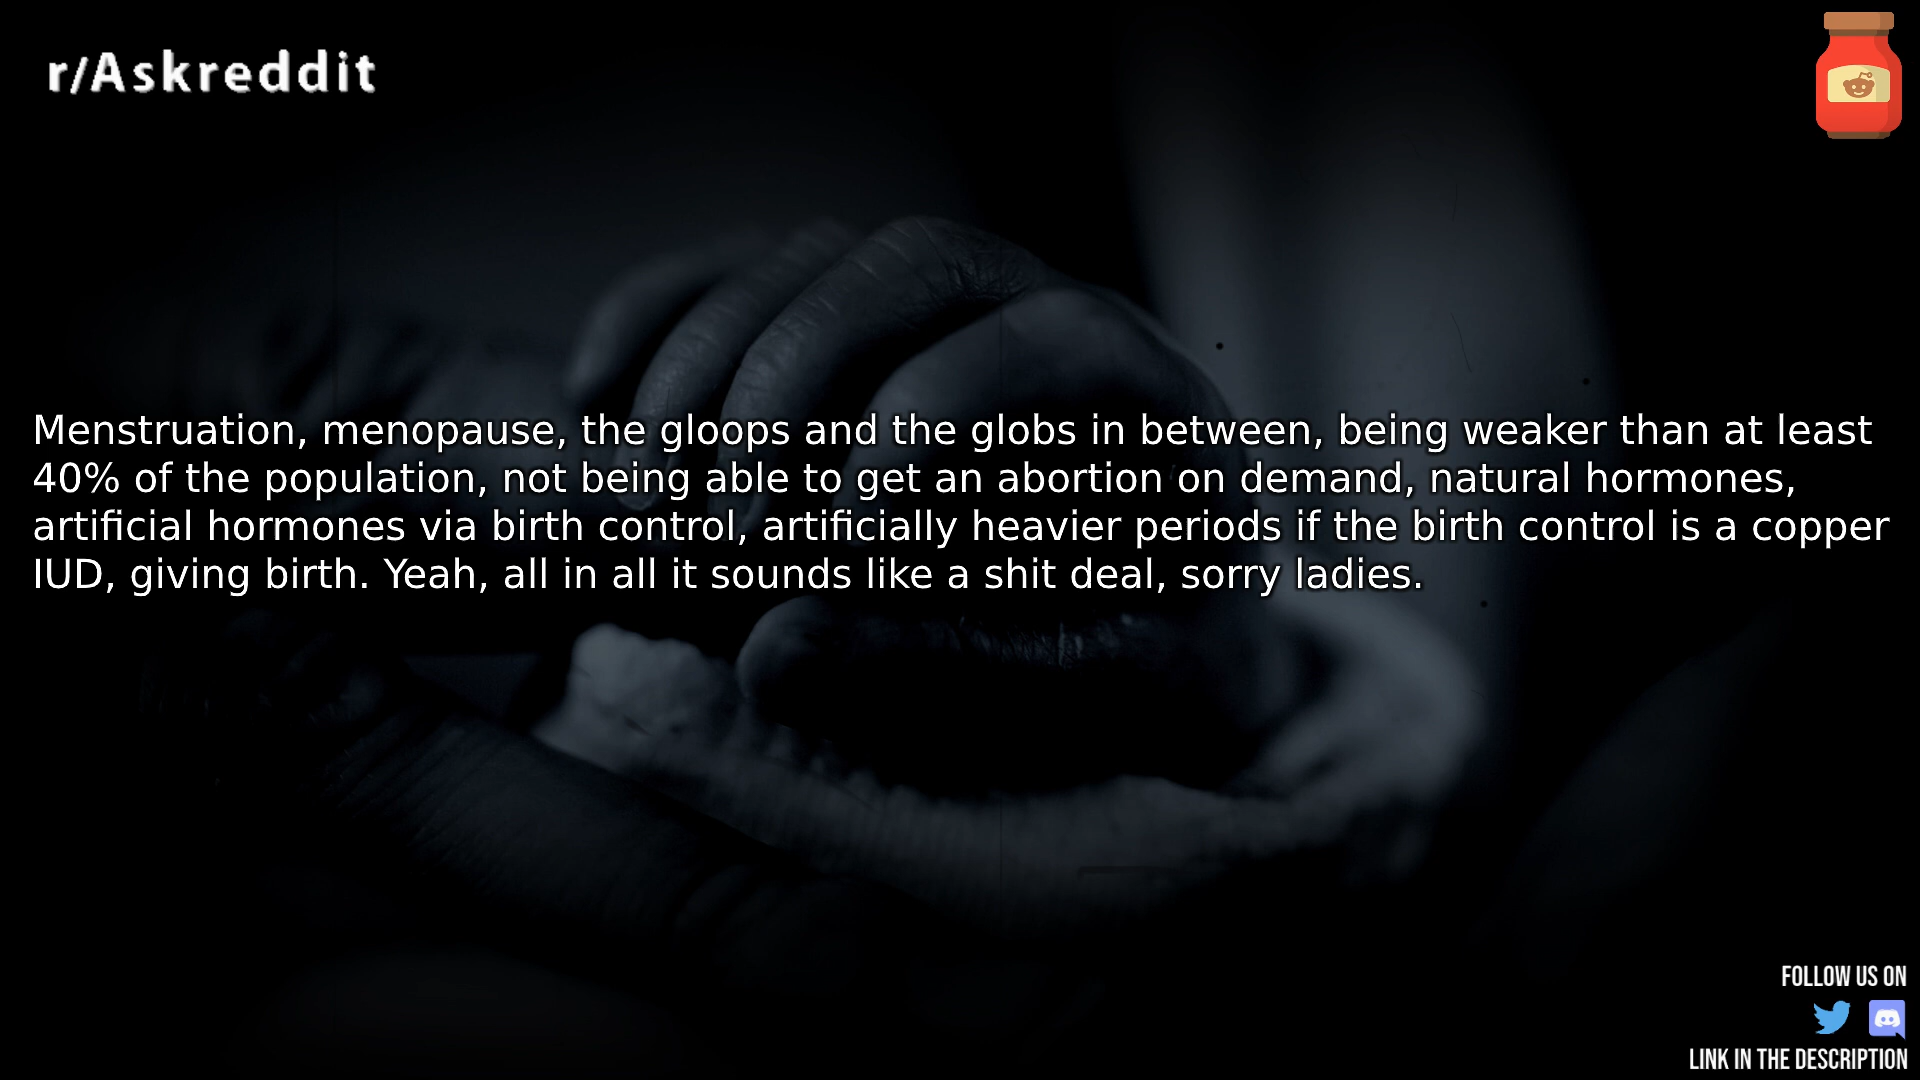 r/Askreddit
Menstruation, menopause, the gloops and the globs in between, being weaker than at least
40% of the population, not being able to get an abortion on demand, natural hormones,
artificial hormones via birth control, artificially heavier periods if the birth control is a copper
IUD, giving birth. Yeah, all in all it sounds like a shit deal, sorry ladies.
FOLLOW US ON
LINK IN THE DESCRIPTION